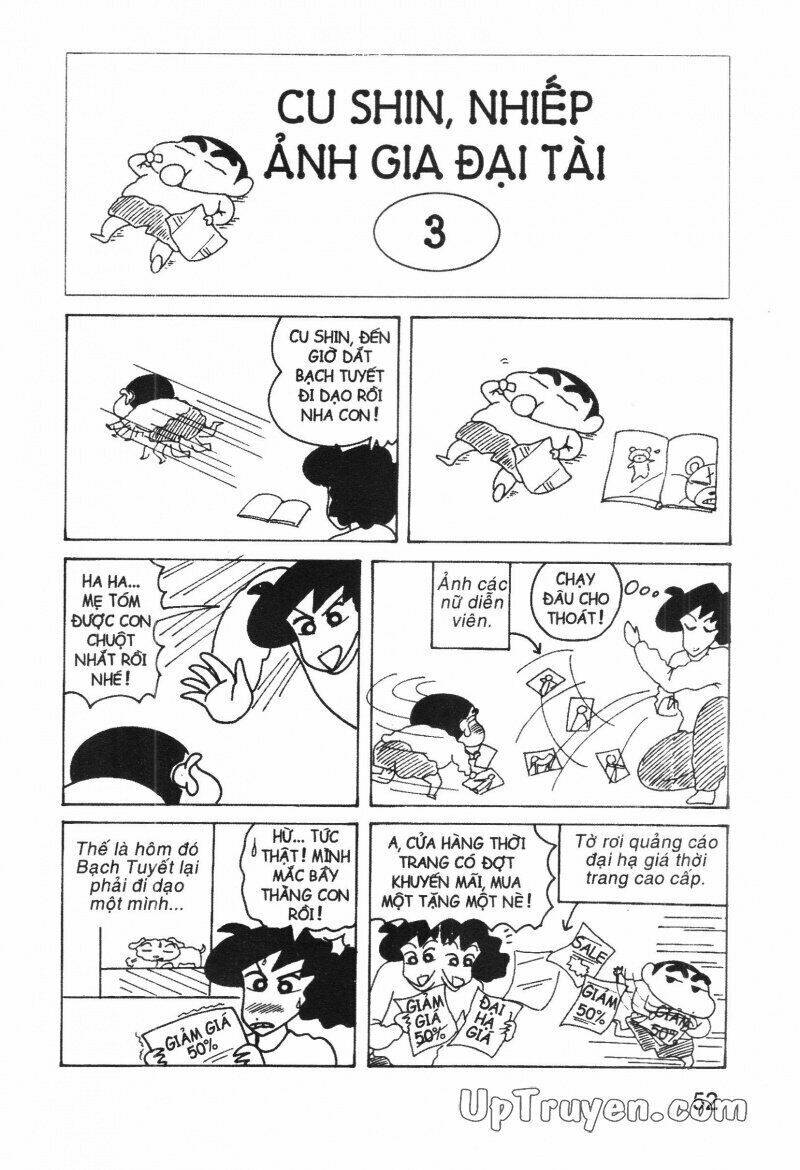 CU SHIN, NHIẾP
ẢNH GIA ĐẠI TÀI
3
CU SHIN, ĐẾN
GIỜ DẮT
BẠCH TUYẾT
ĐI DẠO RỒI
NHA CON!
CHẠY
ĐÂU CHO
THOÁT!
Ảnh các
nữ diễn
viên.
HA HA...
MẸ TÓM
ĐƯỢC CON
CHUỘT
NHẮT RỒI
NHÉ!
Tờ rơi quảng cáo
đại hạ giá thời
trang cao cấp.
A, CỬA HÀNG THỜI
TRANG CÓ ĐỢT
KHUYẾN MÃI, MUA
MỘT TẶNG MỘT NÈ!
SALE
GIẢM
50%
GIẢM
50%
ĐẠI
HẠ
GIÁ
GIẢM
GIÁ
50%
HỪ... TỨC
THẬT! MÌNH
MẮC BẪY
THẰNG CON
RỒI!
Thế là hôm đó
Bạch Tuyết lại
phải đi dạo
một mình...
GIẢM GIÁ
50%
52
UpTruyen.com